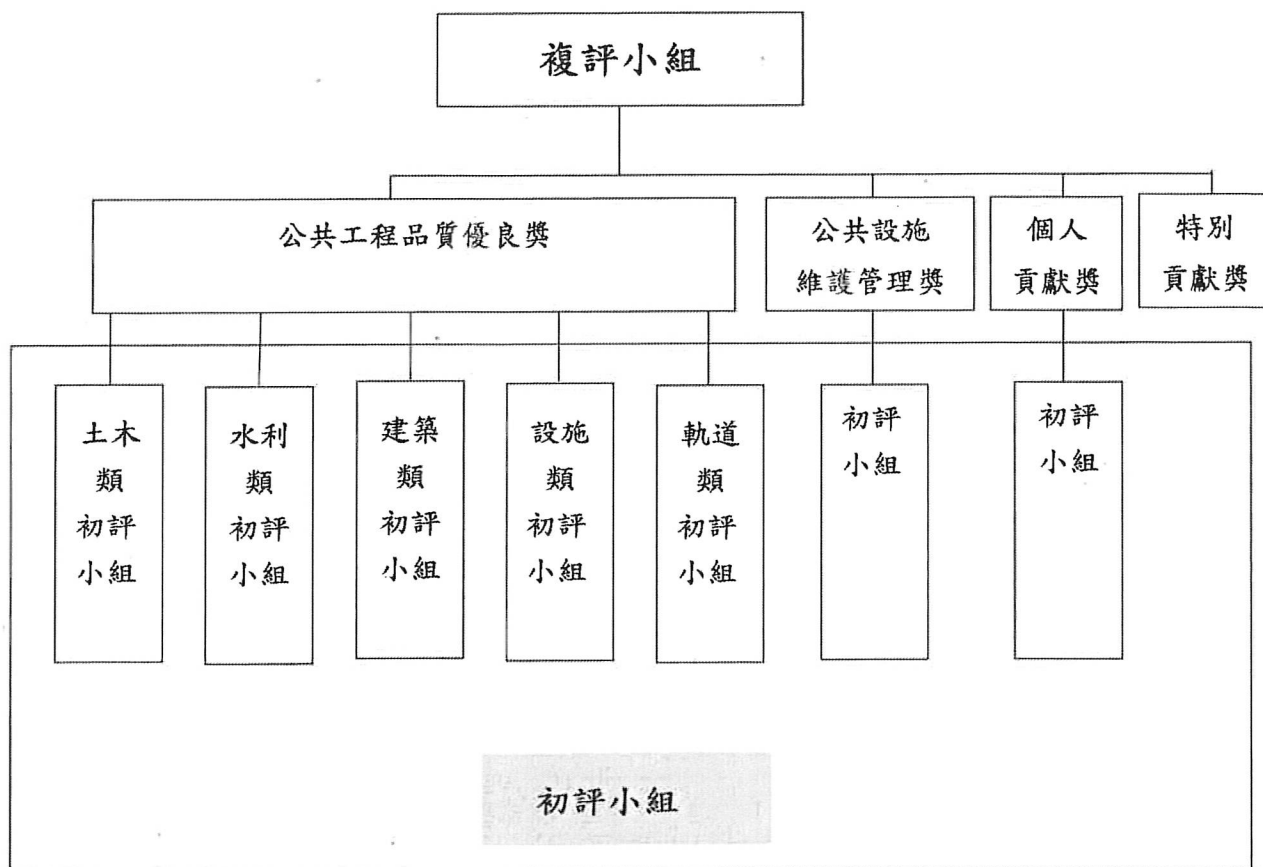 複評小組
公共工程品質優良獎
公共設施
維護管理獎
個人
貢獻獎
特別
貢獻獎
土木
類
初評
小組
水利
類
初評
小組
建築
類
初評
小組
設施
類
初評
小組
軌道
類
初評
小組
初評
小組
初評
小組
初評小組